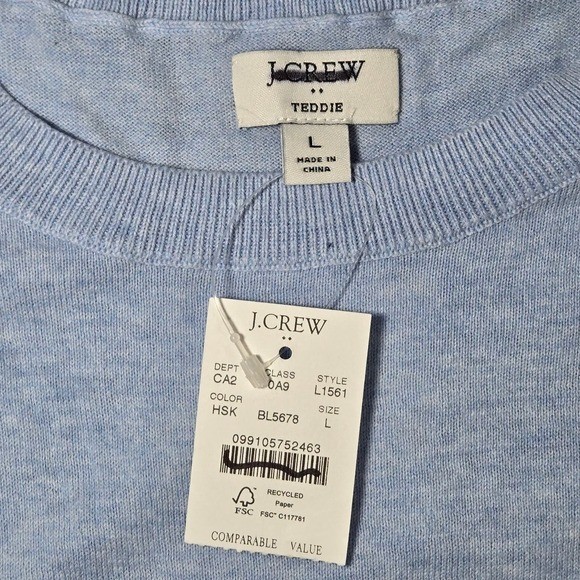 J.CREW
TEDDIE
L
MADE IN
CHINA
J.CREW
DEPT CLASS STYLE
CA2 0A9 L1561
COLOR SIZE
HSK BL5678 L
099105752463
RECYCLED
Paper
FSC FSC® C117781
COMPARABLE VALUE